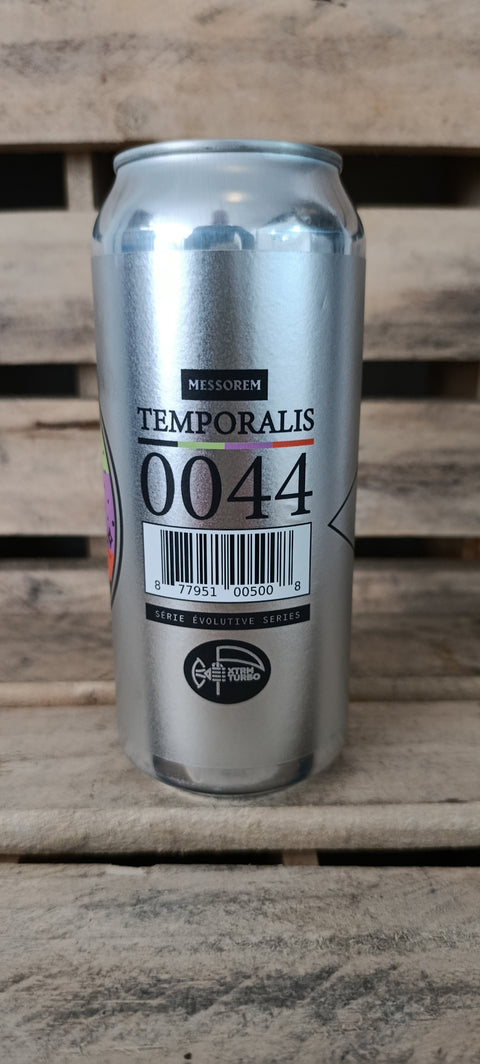 MESSOREM
TEMPORALIS
0044
8 77951 00500 8
SÉRIE ÉVOLUTIVE SERIES
XTRM
TURBO